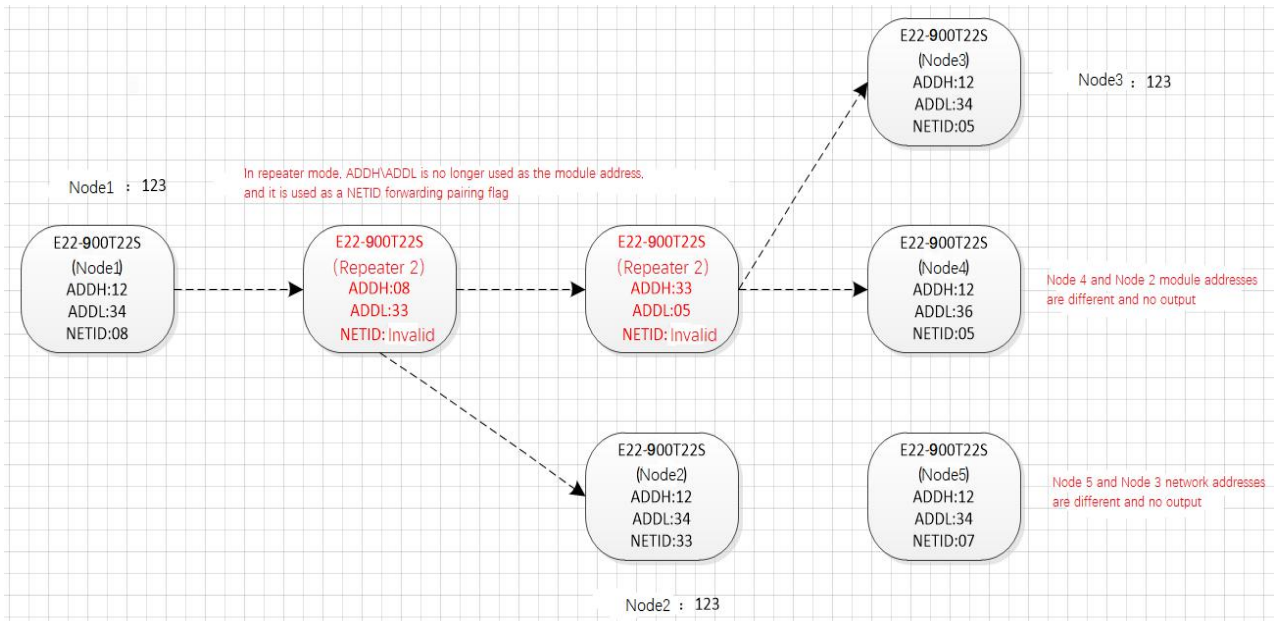 E22-900T22S
(Node3)
ADDH:12
ADDL:34
NETID:05
Node3 : 123
In repeater mode, ADDH\ADDL is no longer used as the module address,
and it is used as a NETID forwarding pairing flag
Node1 : 123
E22-900T22S
(Node1)
ADDH:12
ADDL:34
NETID:08
E22-900T22S
(Repeater 2)
ADDH:08
ADDL:33
NETID: Invalid
E22-900T22S
(Repeater 2)
ADDH:33
ADDL:05
NETID: Invalid
E22-900T22S
(Node4)
ADDH:12
ADDL:36
NETID:05
Node 4 and Node 2 module addresses
are different and no output
E22-900T22S
(Node2)
ADDH:12
ADDL:34
NETID:33
E22-900T22S
(Node5)
ADDH:12
ADDL:34
NETID:07
Node 5 and Node 3 network addresses
are different and no output
Node2 : 123